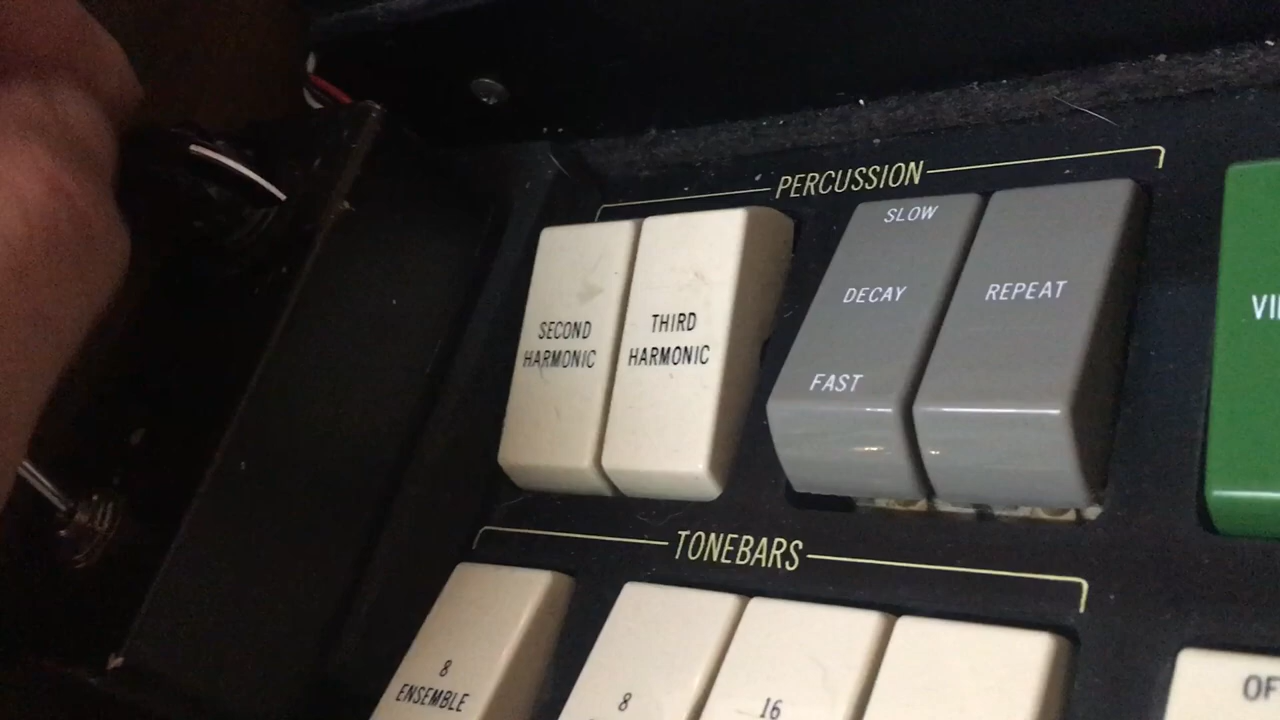 PERCUSSION
SECOND
HARMONIC
THIRD
HARMONIC
SLOW
DECAY
FAST
REPEAT
TONEBARS
8
ENSEMBLE
8
16